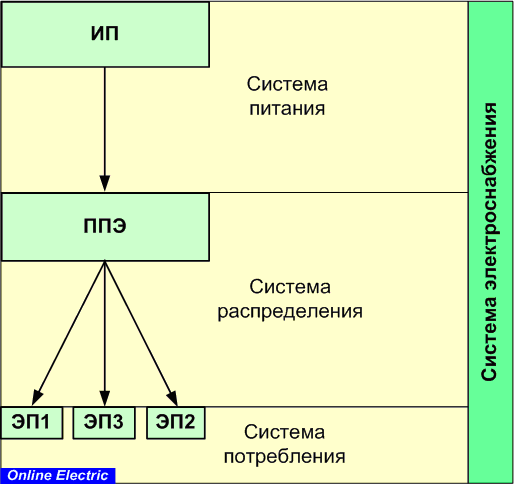 ИП
Система
питания
ППЭ
Система
распределения
ЭП1
ЭП3
ЭП2
Система
потребления
Online Electric
Система электроснабжения